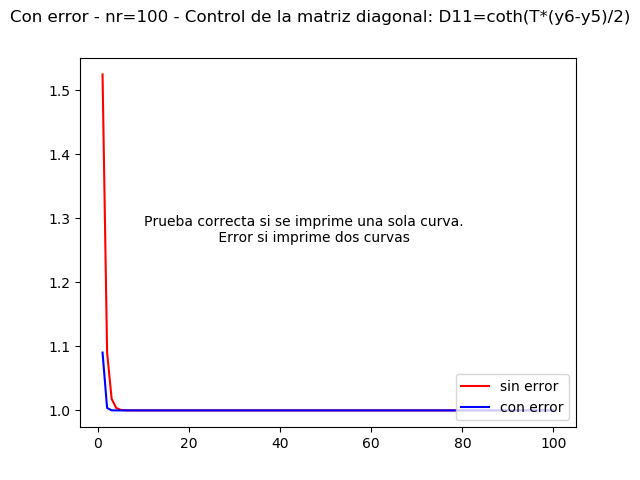 Con error - nr=100 - Control de la matriz diagonal: D11=coth(T*(y6-y5)/2)
1.5
1.4
1.3
1.2
1.1
1.0
Prueba correcta si se imprime una sola curva.
Error si imprime dos curvas
sin error
con error
0 20 40 60 80 100